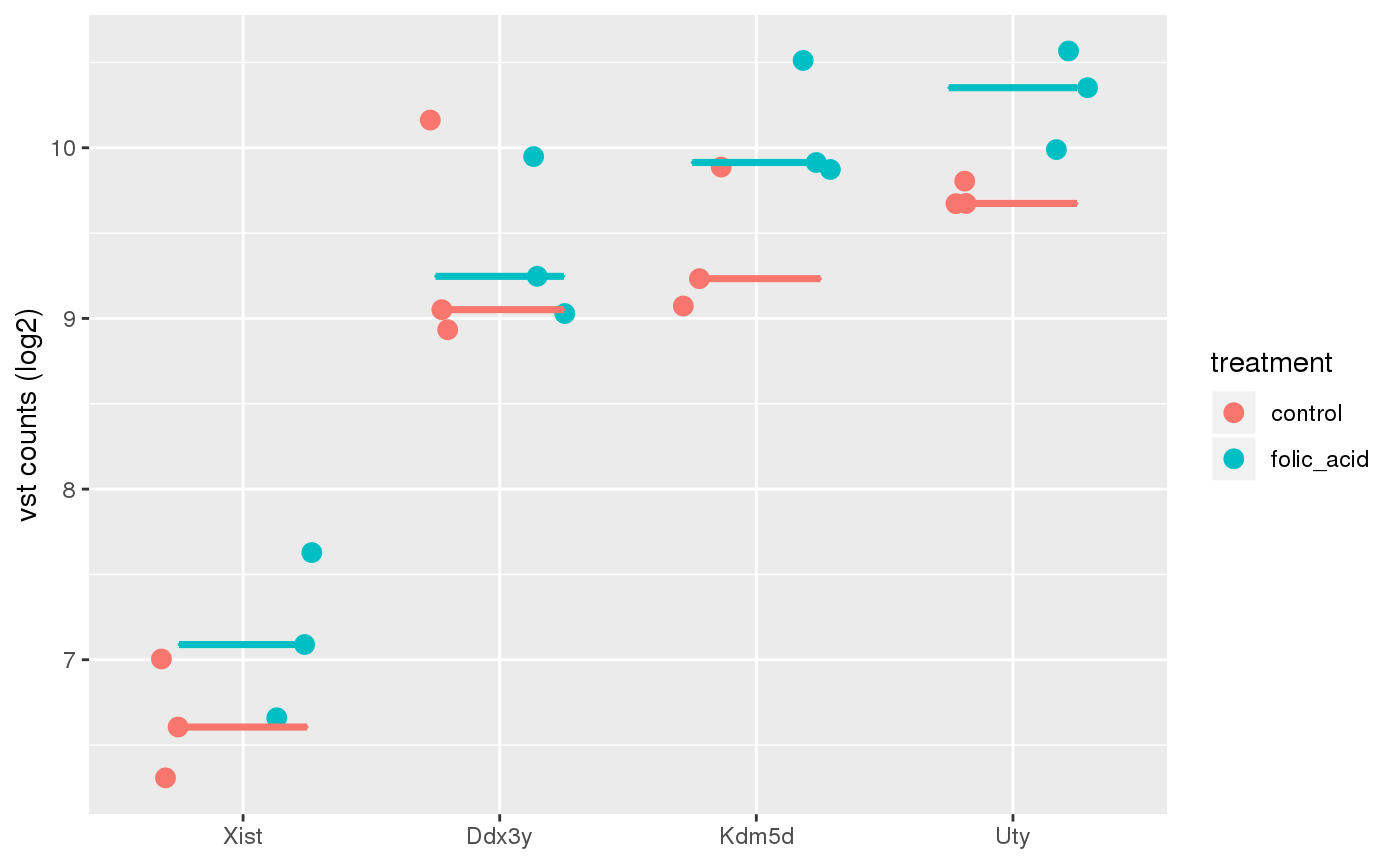 vst counts (log2)
10
9
8
7
Xist
Ddx3y
Kdm5d
Uty
treatment
control
folic_acid